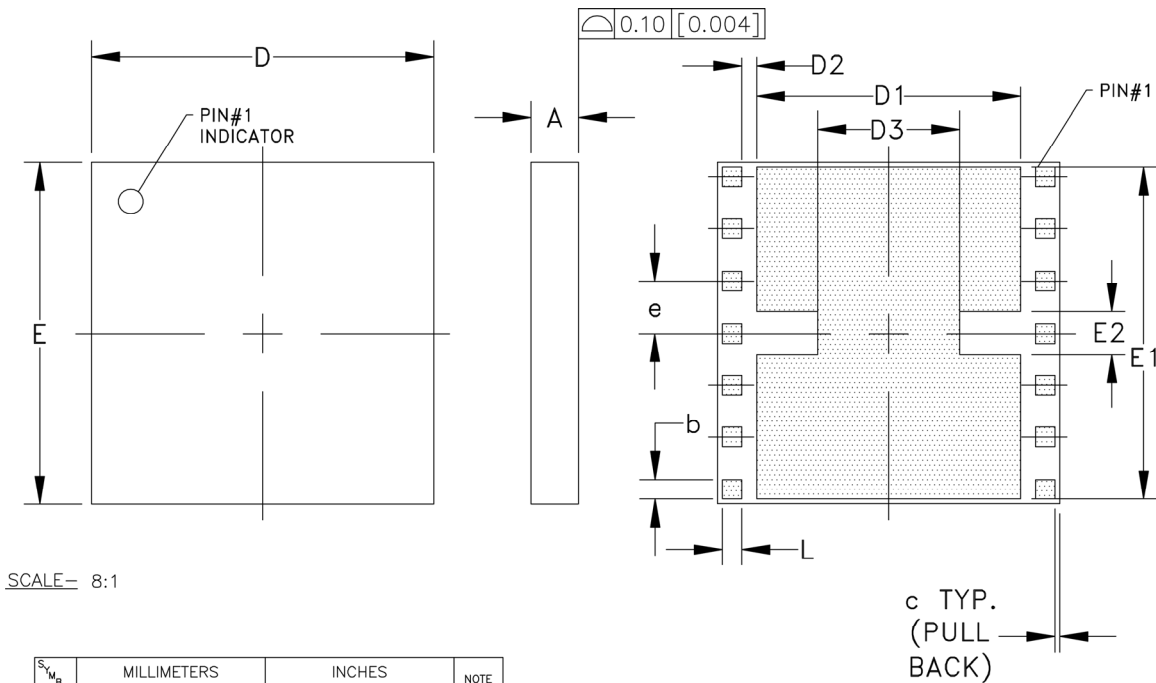 0.10 [0.004]
D
D2
D1
D3
A
PIN#1
INDICATOR
PIN#1
E
e
E2
E1
b
L
SCALE- 8:1
c TYP.
(PULL
BACK)
SYMB MILLIMETERS INCHES NOTE